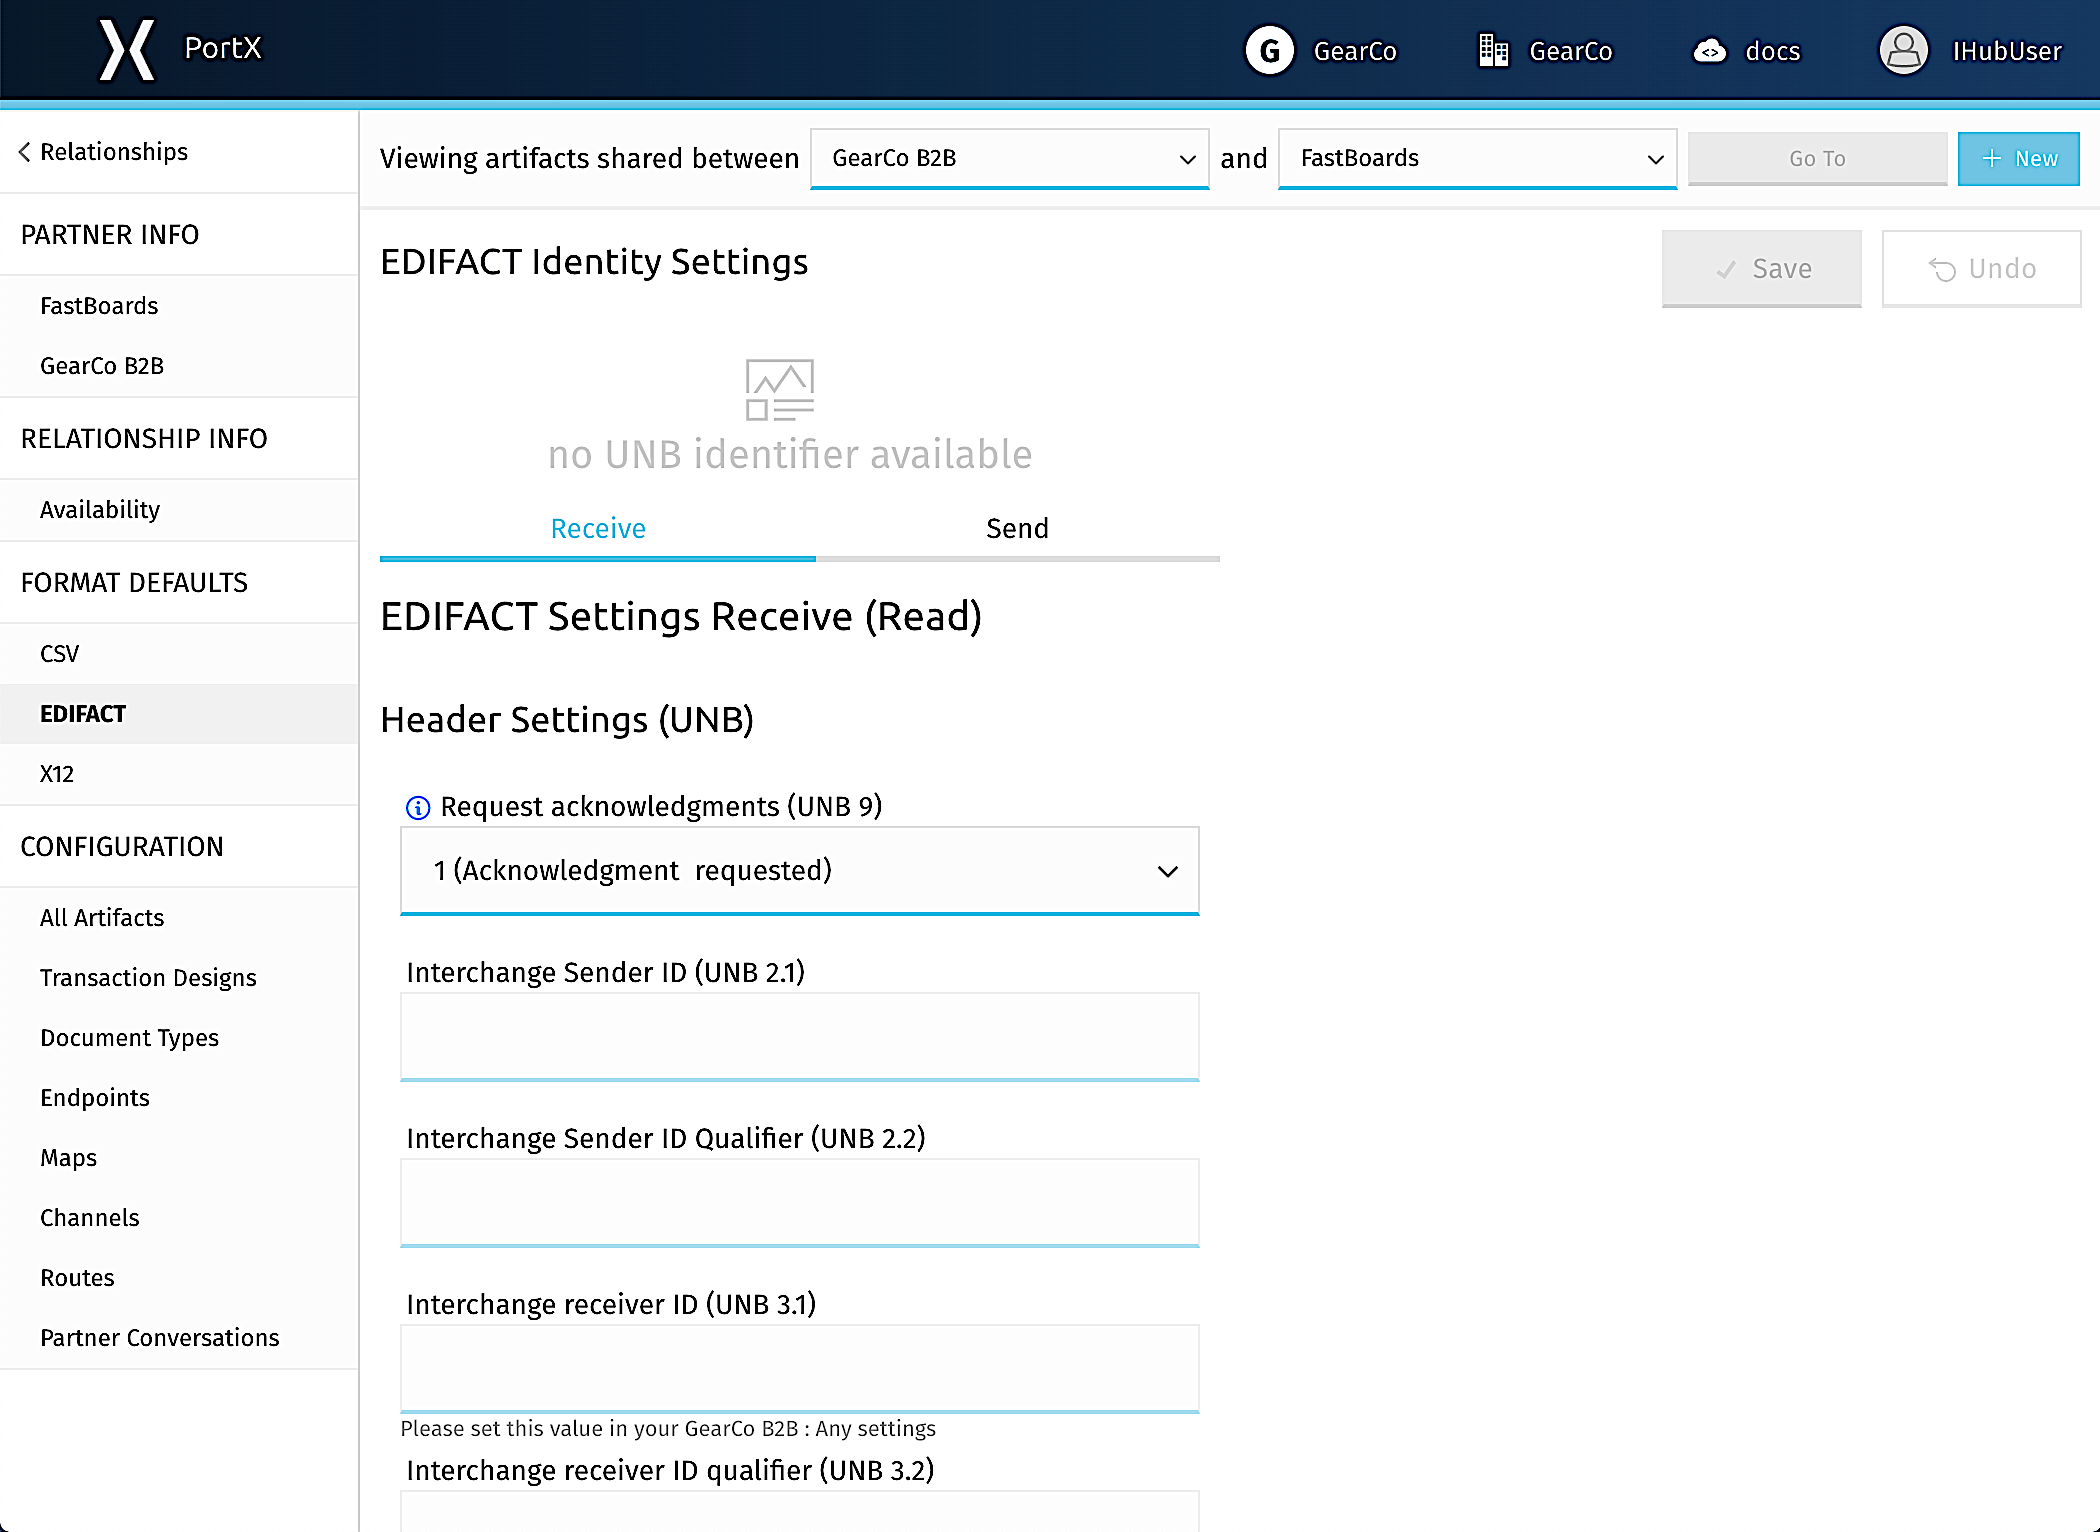 PortX
G GearCo
GearCo
docs
IHubUser
Relationships
Viewing artifacts shared between GearCo B2B and FastBoards Go To + New
PARTNER INFO
FastBoards
GearCo B2B
RELATIONSHIP INFO
Availability
FORMAT DEFAULTS
CSV
EDIFACT
X12
CONFIGURATION
All Artifacts
Transaction Designs
Document Types
Endpoints
Maps
Channels
Routes
Partner Conversations
EDIFACT Identity Settings
Save
Undo
no UNB identifier available
Receive
Send
EDIFACT Settings Receive (Read)
Header Settings (UNB)
Request acknowledgments (UNB 9)
1 (Acknowledgment requested)
Interchange Sender ID (UNB 2.1)
Interchange Sender ID Qualifier (UNB 2.2)
Interchange receiver ID (UNB 3.1)
Please set this value in your GearCo B2B : Any settings
Interchange receiver ID qualifier (UNB 3.2)